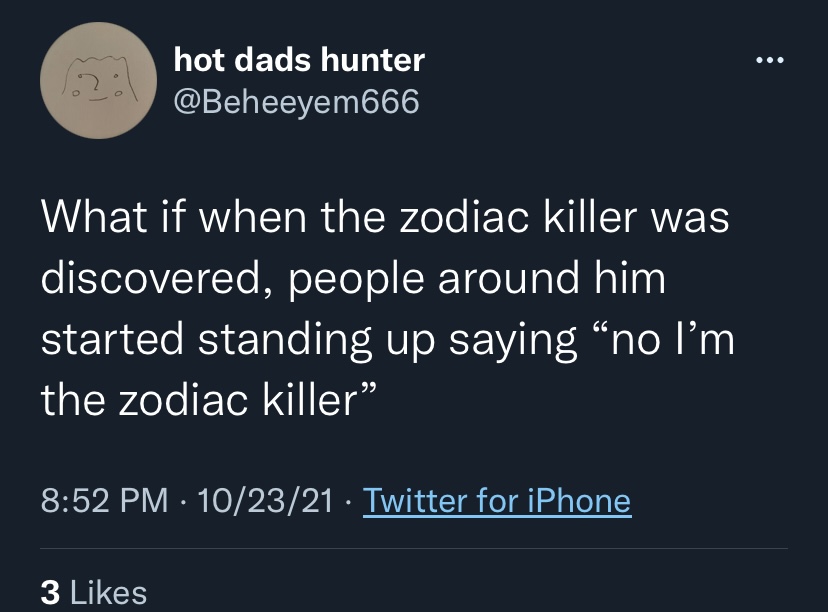 hot dads hunter
@Beheeyem666
What if when the zodiac killer was
discovered, people around him
started standing up saying “no I’m
the zodiac killer”
8:52 PM · 10/23/21 · Twitter for iPhone
3 Likes